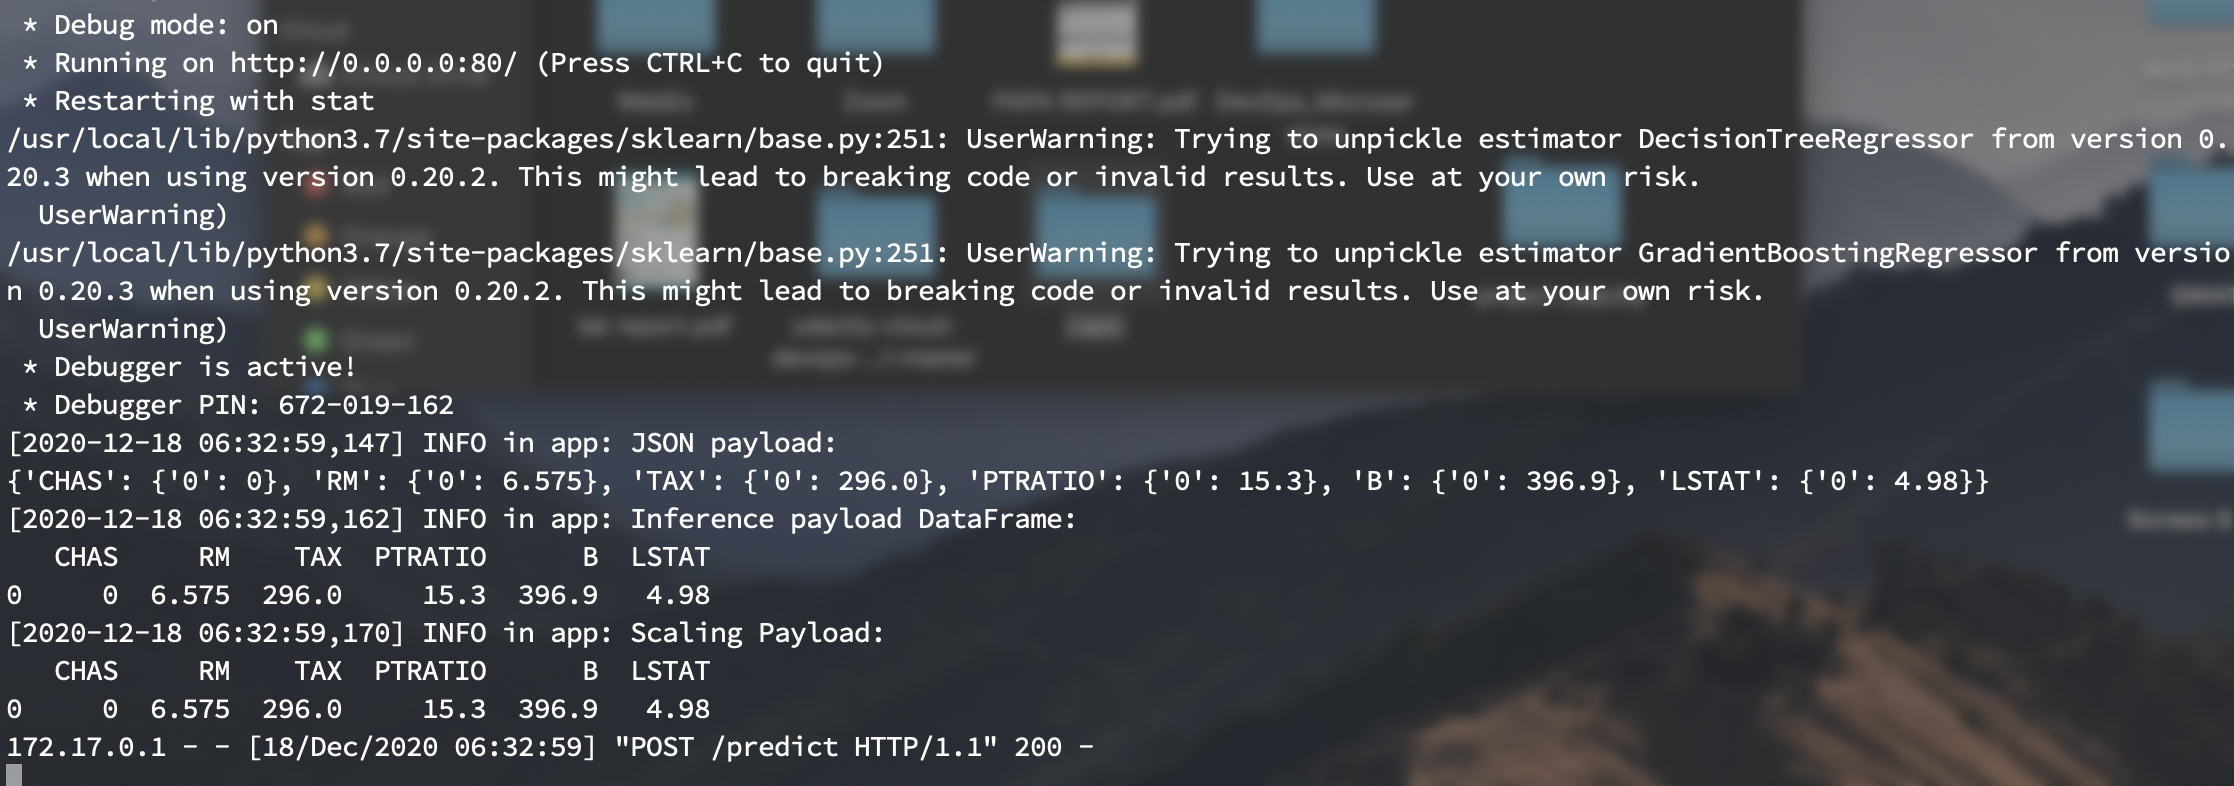 * Debug mode: on
* Running on http://0.0.0.0:80/ (Press CTRL+C to quit)
* Restarting with stat
/usr/local/lib/python3.7/site-packages/sklearn/base.py:251: UserWarning: Trying to unpickle estimator DecisionTreeRegressor from version 0.
20.3 when using version 0.20.2. This might lead to breaking code or invalid results. Use at your own risk.
  UserWarning)
/usr/local/lib/python3.7/site-packages/sklearn/base.py:251: UserWarning: Trying to unpickle estimator GradientBoostingRegressor from versio
n 0.20.3 when using version 0.20.2. This might lead to breaking code or invalid results. Use at your own risk.
  UserWarning)
* Debugger is active!
* Debugger PIN: 672-019-162
[2020-12-18 06:32:59,147] INFO in app: JSON payload:
{'CHAS': {'0': 0}, 'RM': {'0': 6.575}, 'TAX': {'0': 296.0}, 'PTRATIO': {'0': 15.3}, 'B': {'0': 396.9}, 'LSTAT': {'0': 4.98}}
[2020-12-18 06:32:59,162] INFO in app: Inference payload DataFrame:
   CHAS     RM    TAX  PTRATIO      B  LSTAT
0     0  6.575  296.0     15.3  396.9   4.98
[2020-12-18 06:32:59,170] INFO in app: Scaling Payload:
   CHAS     RM    TAX  PTRATIO      B  LSTAT
0     0  6.575  296.0     15.3  396.9   4.98
172.17.0.1 - - [18/Dec/2020 06:32:59] "POST /predict HTTP/1.1" 200 -